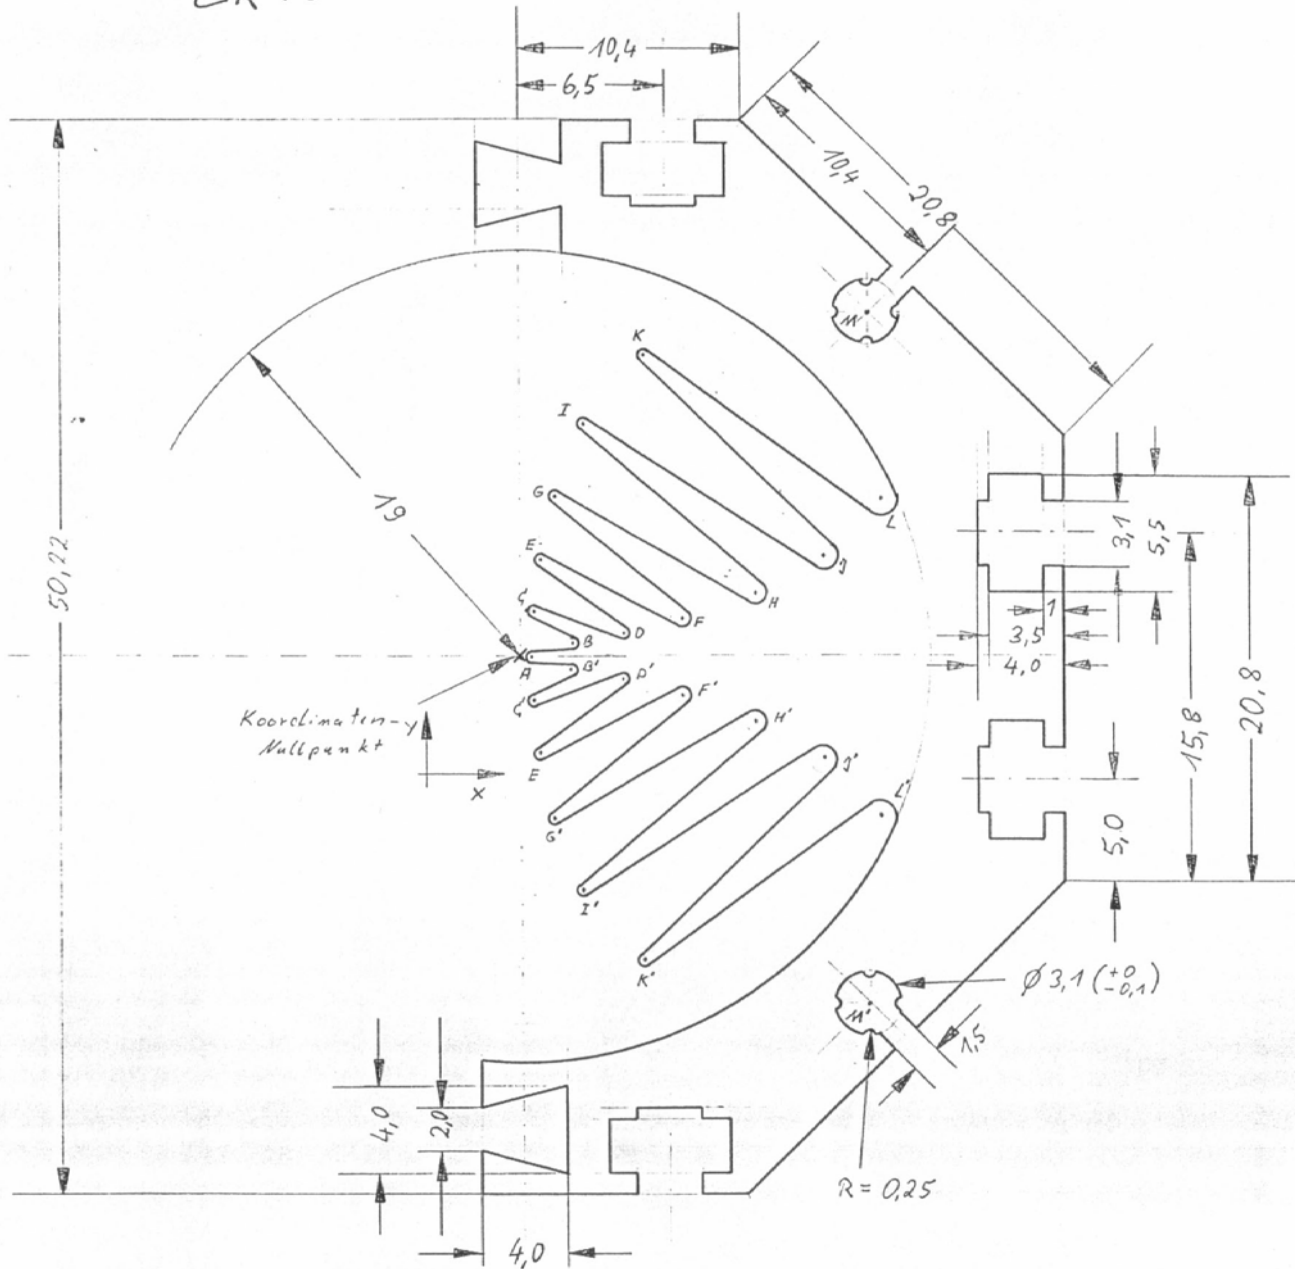 10,4
6,5
10,4
20,8
M
K
I
L
G
J
19
50,22
E
H
C
F
D
B
3,1
5,5
1
3,5
4,0
A
B'
D'
C
F'
Koordinaten-
Nullpunkt
y
x
H'
15,8
20,8
E
J'
G'
L'
5,0
I'
K'
Ø3,1 (+0 −0,1)
M'
1,5
4,0
2,0
R = 0,25
4,0